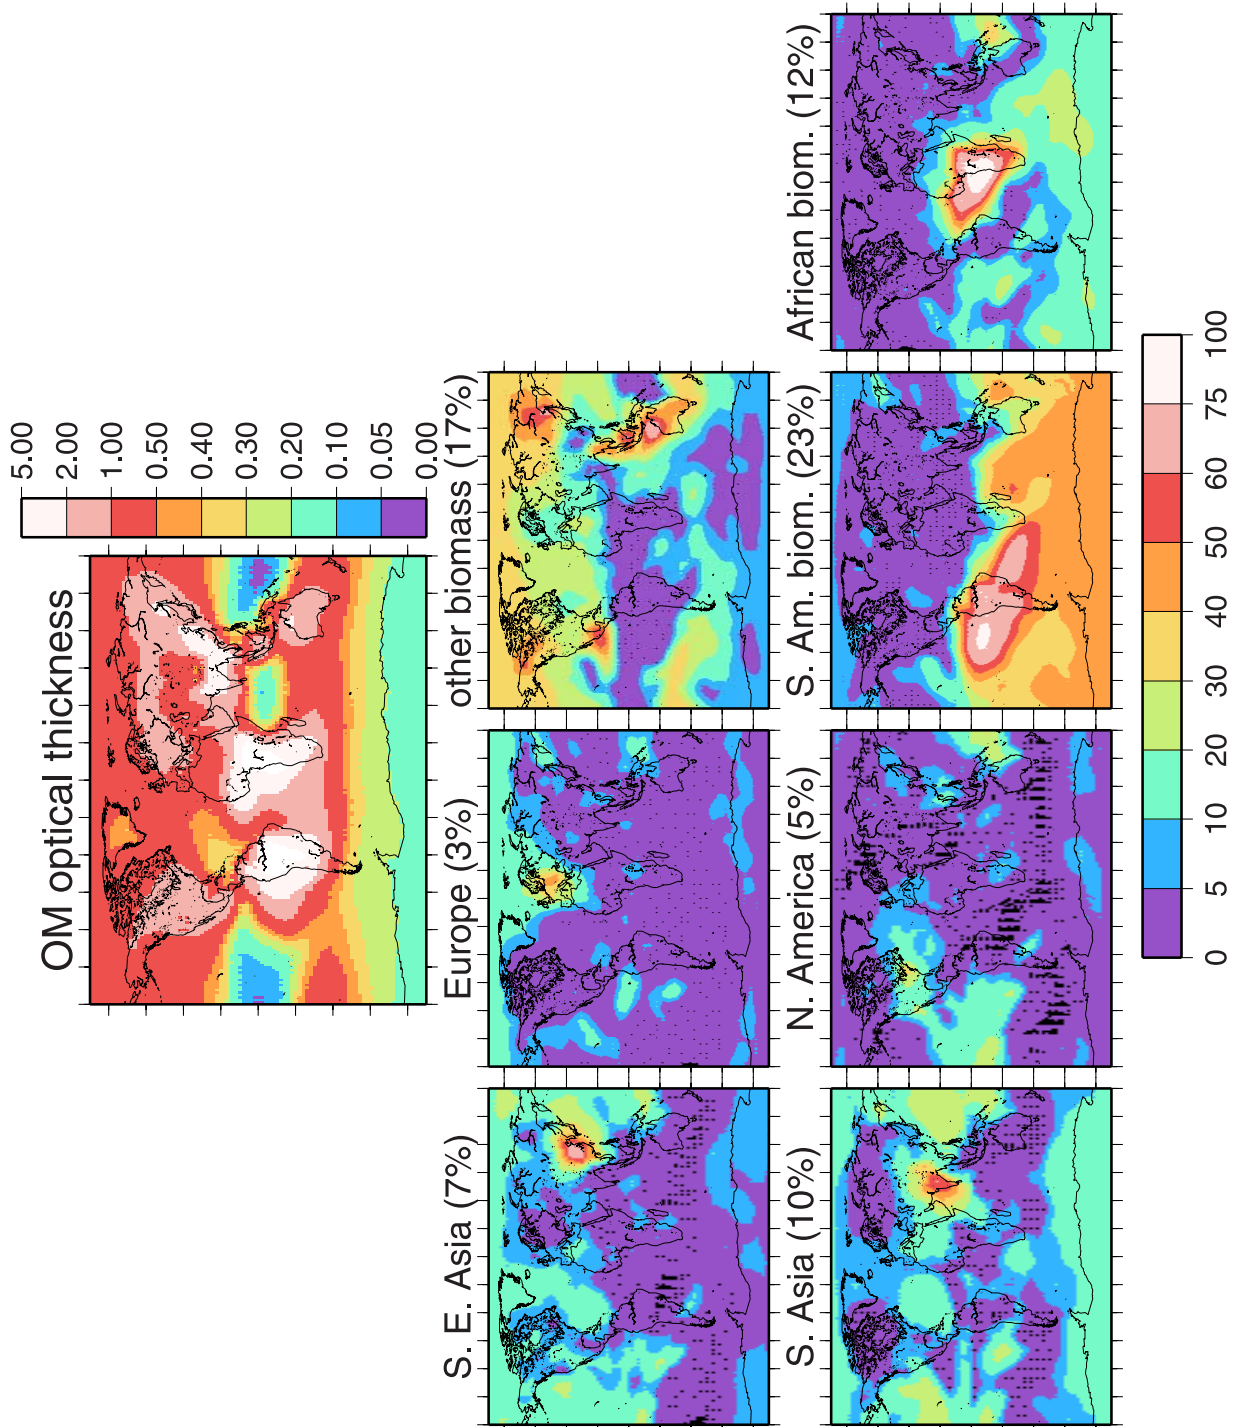 OM optical thickness
5.00
2.00
1.00
0.50
0.40
0.30
0.20
0.10
0.05
0.00
S. E. Asia (7%)
Europe (3%)
other biomass (17%)
S. Asia (10%)
N. America (5%)
S. Am. biom. (23%)
African biom. (12%)
0 5 10 20 30 40 50 60 75 100